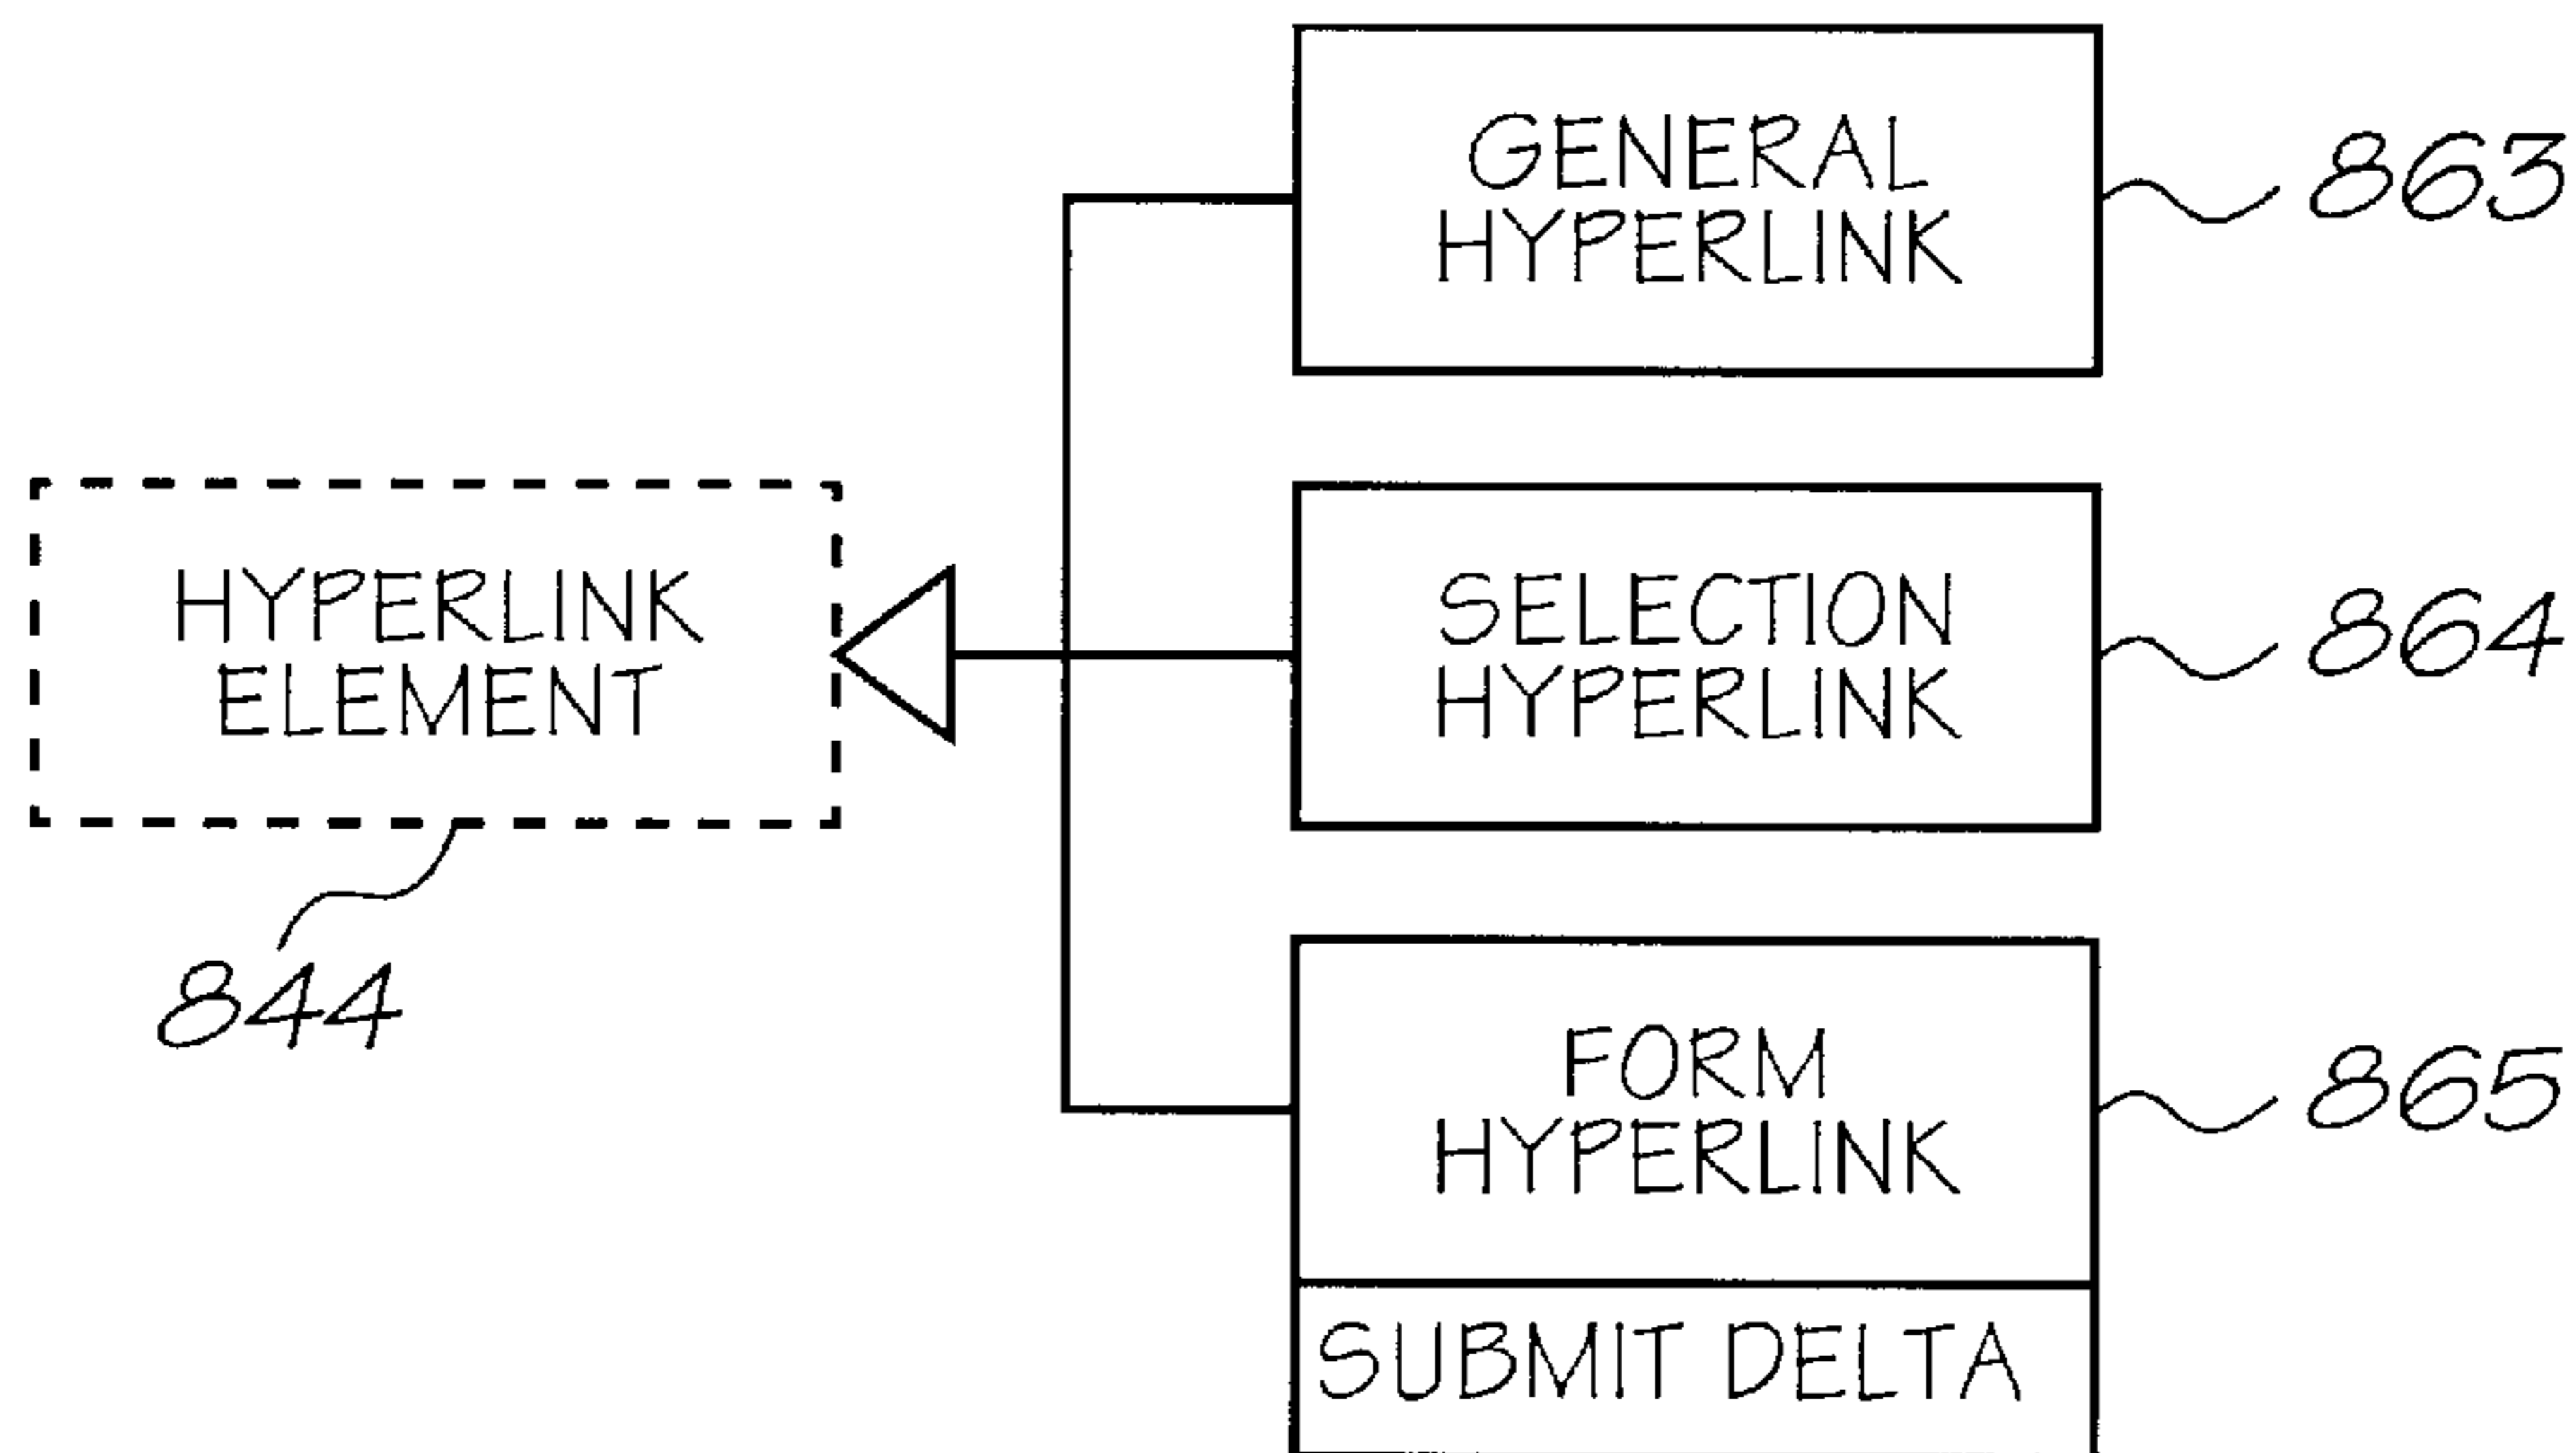 GENERAL
HYPERLINK
863
HYPERLINK
ELEMENT
844
SELECTION
HYPERLINK
864
FORM
HYPERLINK
865
SUBMIT DELTA